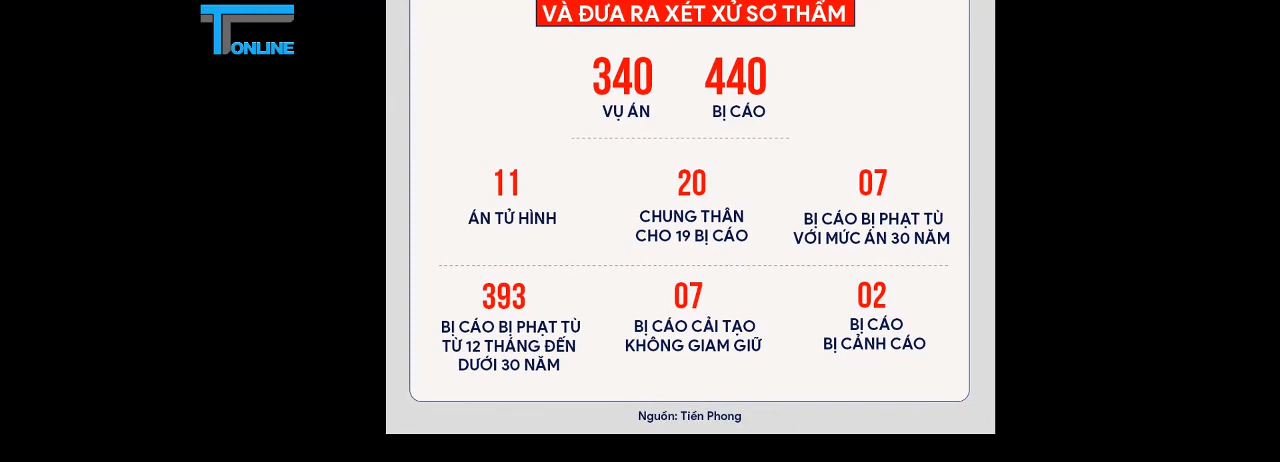 T ONLINE
VÀ ĐƯA RA XÉT XỬ SƠ THẨM
340
VỤ ÁN
440
BỊ CÁO
11
ÁN TỬ HÌNH
20
CHUNG THÂN
CHO 19 BỊ CÁO
07
BỊ CÁO BỊ PHẠT TÙ
VỚI MỨC ÁN 30 NĂM
393
BỊ CÁO BỊ PHẠT TÙ
TỪ 12 THÁNG ĐẾN
DƯỚI 30 NĂM
07
BỊ CÁO CẢI TẠO
KHÔNG GIAM GIỮ
02
BỊ CÁO
BỊ CẢNH CÁO
Nguồn: Tiền Phong